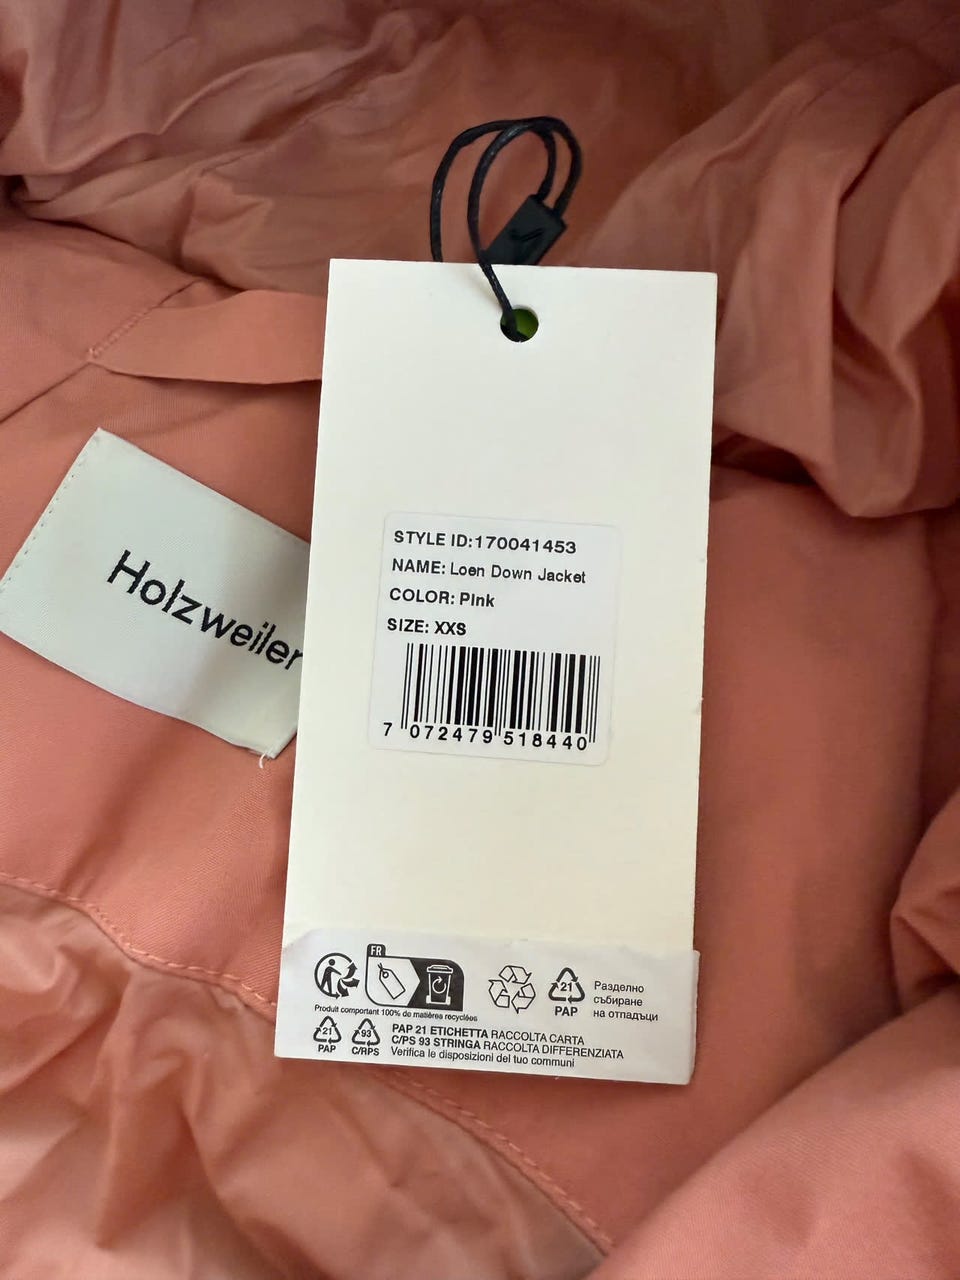 Holzweiler
STYLE ID:170041453
NAME: Loen Down Jacket
COLOR: Pink
SIZE: XXS
7 072479 518440
FR
Produit comportant 100% de matières recyclées
21
PAP
Разделно
събиране
на отпадъци
21
PAP
93
C/RPS
PAP 21 ETICHETTA RACCOLTA CARTA
C/PS 93 STRINGA RACCOLTA DIFFERENZIATA
Verifica le disposizioni del tuo communi